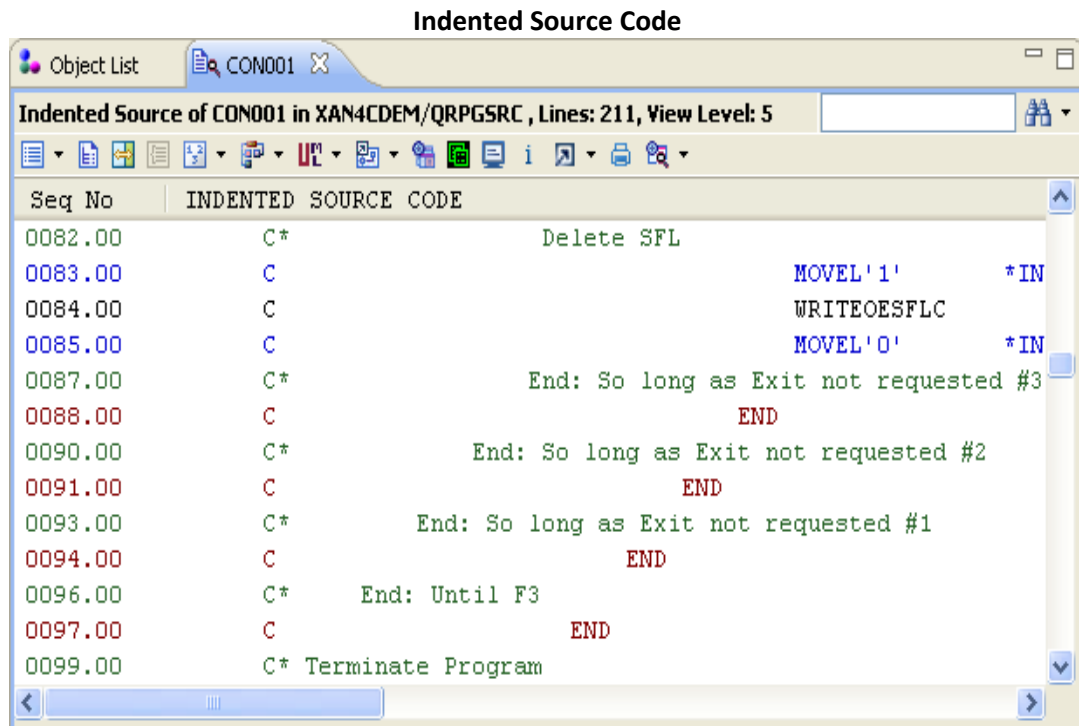 Indented Source Code
Object List CON001
Indented Source of CON001 in XAN4CDEM/QRPGSRC , Lines: 211, View Level: 5
Seq No INDENTED SOURCE CODE
0082.00 C* Delete SFL
0083.00 C MOVEL'1' *IN
0084.00 C WRITEOESFLC
0085.00 C MOVEL'0' *IN
0087.00 C* End: So long as Exit not requested #3
0088.00 C END
0090.00 C* End: So long as Exit not requested #2
0091.00 C END
0093.00 C* End: So long as Exit not requested #1
0094.00 C END
0096.00 C* End: Until F3
0097.00 C END
0099.00 C* Terminate Program